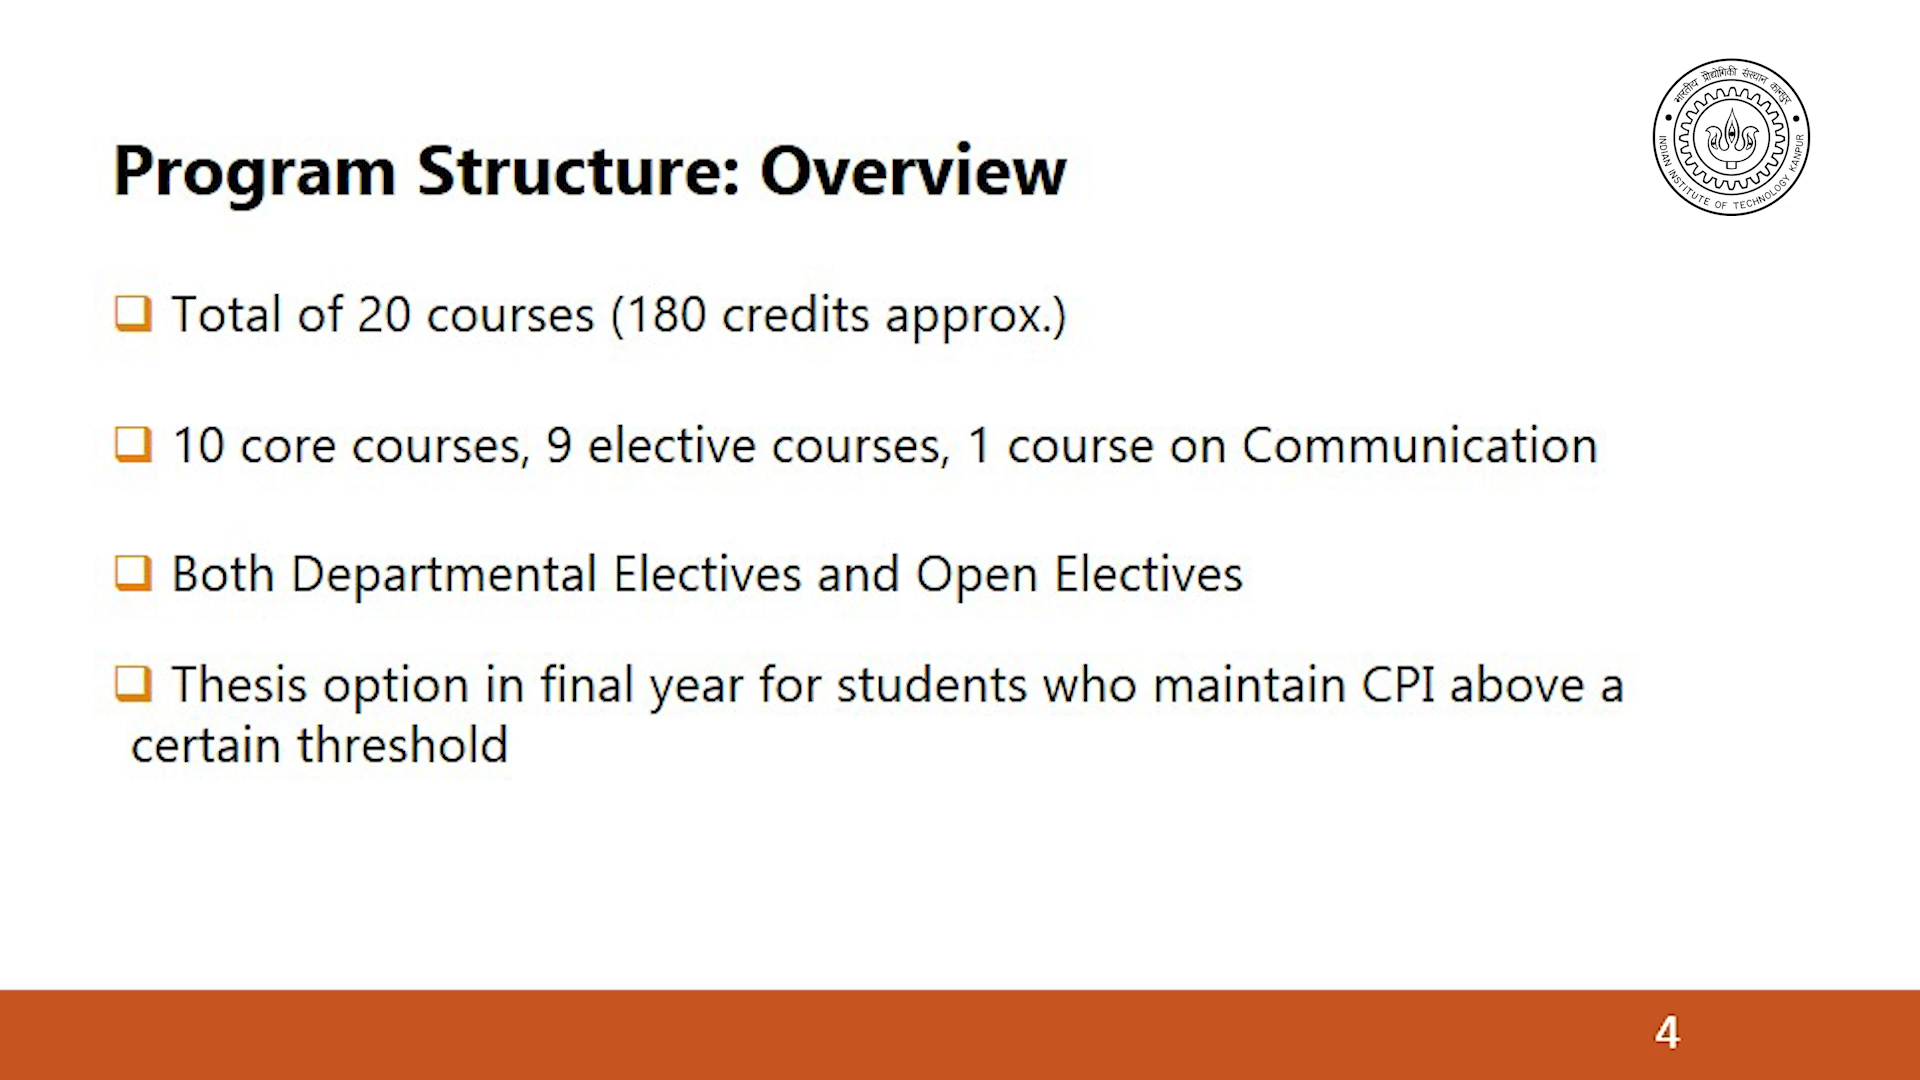 भारतीय प्रौद्योगिकी संस्थान कानपुर
INDIAN INSTITUTE OF TECHNOLOGY KANPUR
Program Structure: Overview
Total of 20 courses (180 credits approx.)
10 core courses, 9 elective courses, 1 course on Communication
Both Departmental Electives and Open Electives
Thesis option in final year for students who maintain CPI above a
certain threshold
4